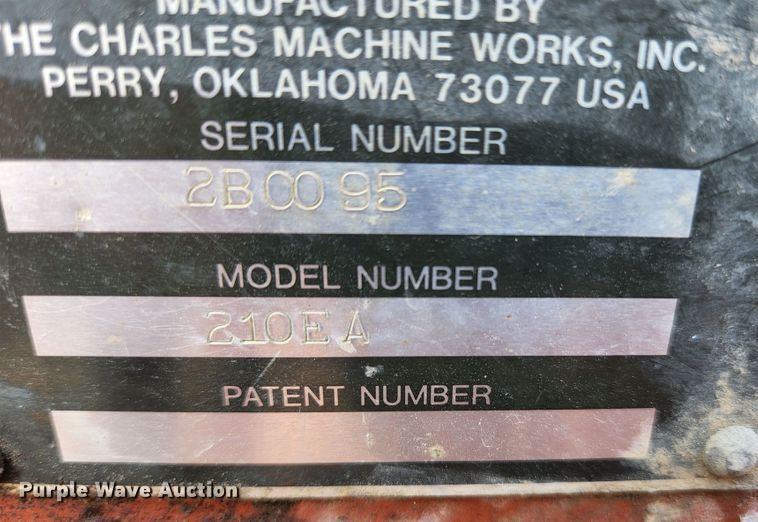 MANUFACTURED BY
THE CHARLES MACHINE WORKS, INC.
PERRY, OKLAHOMA 73077 USA
SERIAL NUMBER
2B0095
MODEL NUMBER
210EA
PATENT NUMBER
Purple Wave Auction